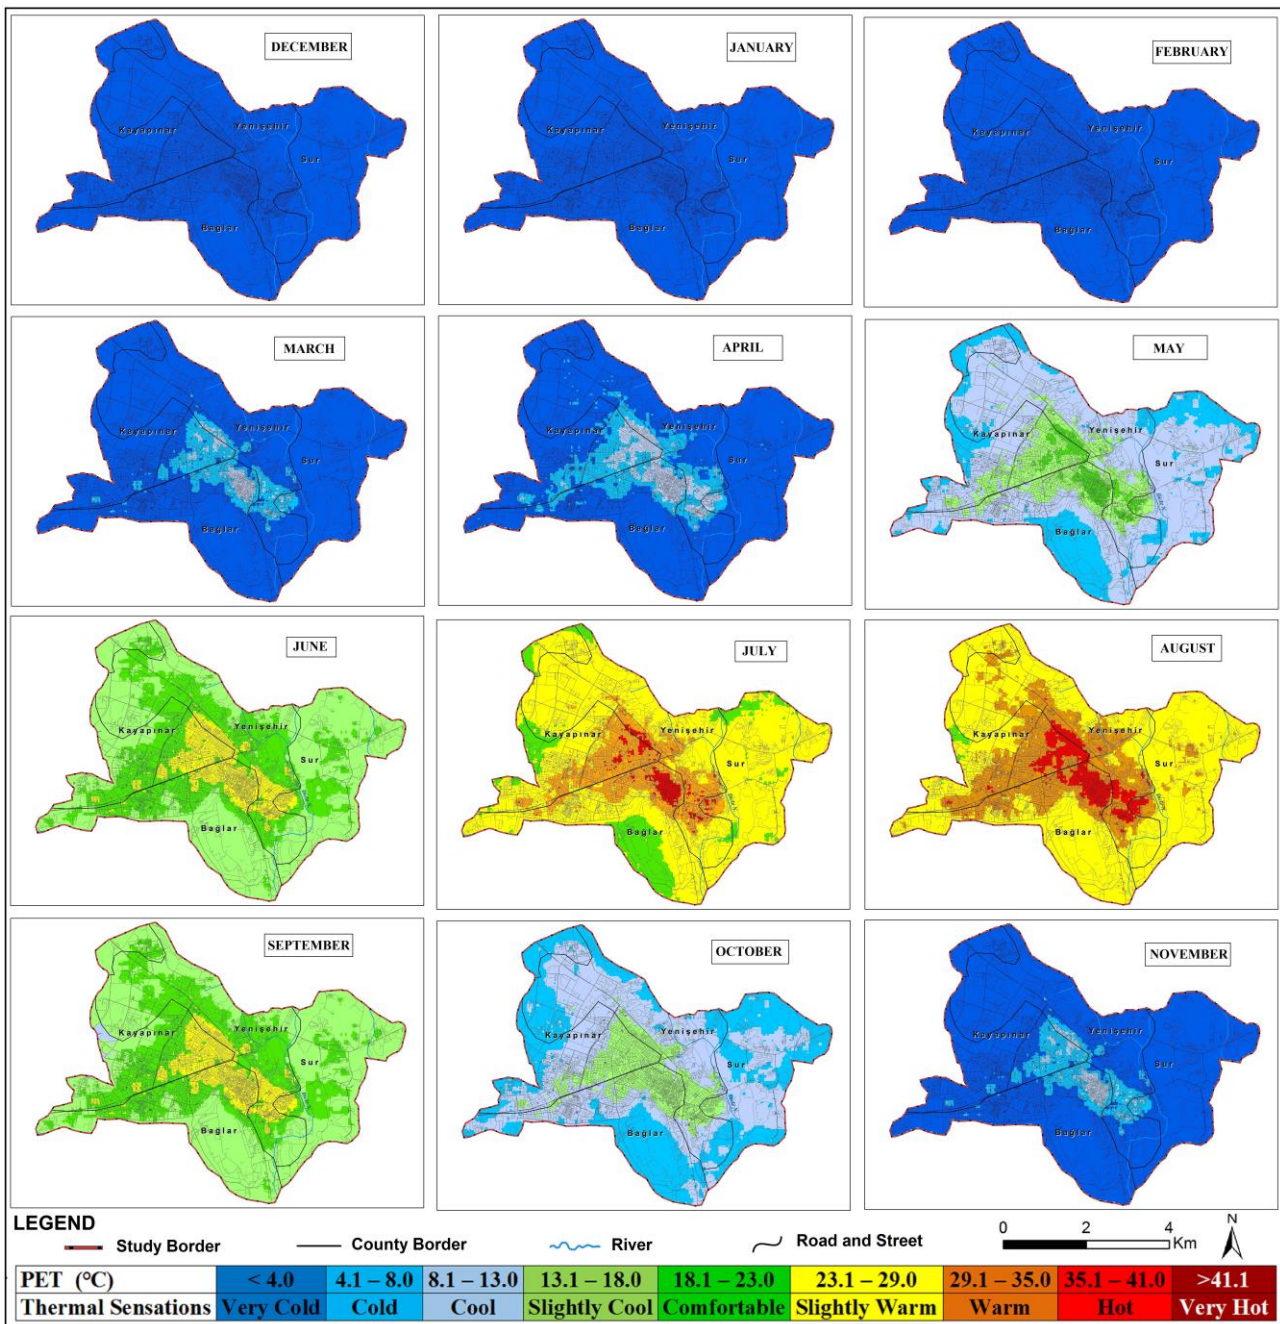 DECEMBER
Kayapınar
Yenişehir
Sur
Bağlar
JANUARY
Kayapınar
Yenişehir
Sur
Bağlar
FEBRUARY
Kayapınar
Yenişehir
Sur
Bağlar
MARCH
Kayapınar
Yenişehir
Sur
Bağlar
APRIL
Kayapınar
Yenişehir
Sur
Bağlar
MAY
Kayapınar
Yenişehir
Sur
Bağlar
JUNE
Kayapınar
Yenişehir
Sur
Bağlar
JULY
Kayapınar
Yenişehir
Sur
Bağlar
AUGUST
Kayapınar
Yenişehir
Sur
Bağlar
SEPTEMBER
Kayapınar
Yenişehir
Sur
Bağlar
OCTOBER
Kayapınar
Yenişehir
Sur
Bağlar
NOVEMBER
Kayapınar
Yenişehir
Sur
Bağlar
LEGEND
Study Border
County Border
River
Road and Street
0 2 4
Km
N
PET (°C) < 4.0 4.1 – 8.0 8.1 – 13.0 13.1 – 18.0 18.1 – 23.0 23.1 – 29.0 29.1 – 35.0 35.1 – 41.0 >41.1
Thermal Sensations Very Cold Cold Cool Slightly Cool Comfortable Slightly Warm Warm Hot Very Hot